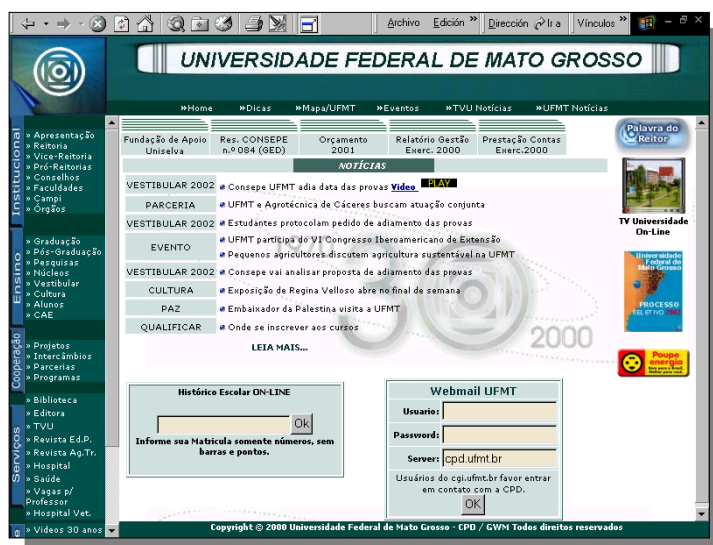 Archivo Edición » Dirección Ir a Vínculos »
UNIVERSIDADE FEDERAL DE MATO GROSSO
»Home »Dicas »Mapa/UFMT »Eventos »TVU Notícias »UFMT Notícias
Institucional
» Apresentação
» Reitoria
» Vice-Reitoria
» Pró-Reitorias
» Conselhos
» Faculdades
» Campi
» Órgãos
Ensino
» Graduação
» Pós-Graduação
» Pesquisas
» Núcleos
» Vestibular
» Cultura
» Alunos
» CAE
Cooperação
» Projetos
» Intercâmbios
» Parcerias
» Programas
Serviços
» Biblioteca
» Editora
» TVU
» Revista Ed.P.
» Revista Ag.Tr.
» Hospital
» Saúde
» Vagas p/
Professor
» Hospital Vet.
» Videos 30 anos
Fundação de Apoio
Uniselva
Res. CONSEPE
n.º 084 (GED)
Orçamento
2001
Relatório Gestão
Exerc. 2000
Prestação Contas
Exerc.2000
NOTÍCIAS
VESTIBULAR 2002 Consepe UFMT adia data das provas Video PLAY
PARCERIA UFMT e Agrotécnica de Cáceres buscam atuação conjunta
VESTIBULAR 2002 Estudantes protocolam pedido de adiamento das provas
EVENTO UFMT participa do VI Congresso Iberoamericano de Extensão
Pequenos agricultores discutem agricultura sustentável na UFMT
VESTIBULAR 2002 Consepe vai analisar proposta de adiamento das provas
CULTURA Exposição de Regina Velloso abre no final de semana
PAZ Embaixador da Palestina visita a UFMT
QUALIFICAR Onde se inscrever aos cursos
LEIA MAIS...
1970
2000
Palavra do
Reitor
TV Universidade
On-Line
Universidade
Federal de
Mato Grosso
PROCESSO
SELETIVO 2002
Poupe
energia
Histórico Escolar ON-LINE
Ok
Informe sua Matricula somente números, sem
barras e pontos.
Webmail UFMT
Usuario:
Password:
Server: cpd.ufmt.br
Usuários do cgi.ufmt.br favor entrar
em contato com a CPD.
OK
Copyright © 2000 Universidade Federal de Mato Grosso - CPD / GWM Todos direitos reservados